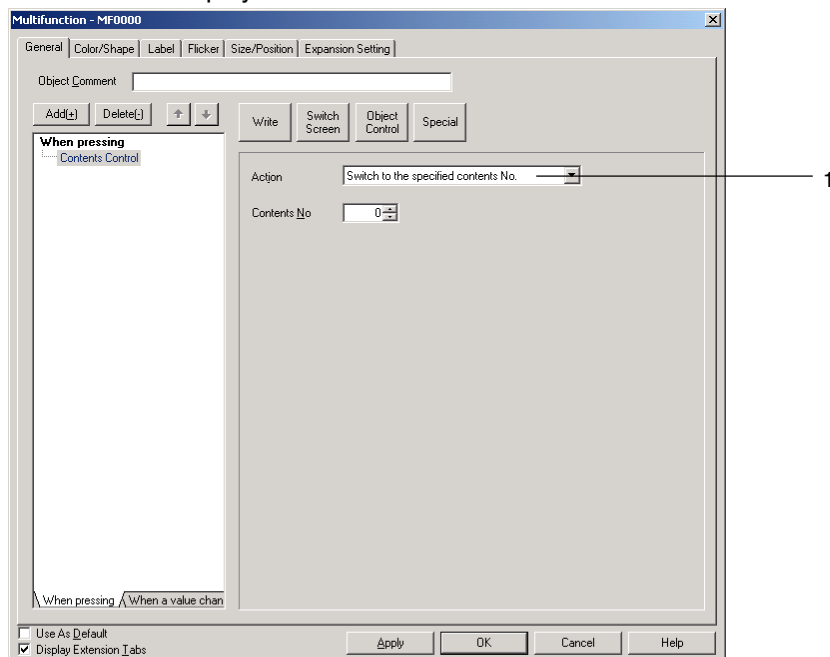 Multifunction - MF0000
General Color/Shape Label Flicker Size/Position Expansion Setting
Object Comment
Add(+) Delete(-)
Write Switch Screen Object Control Special
When pressing
Contents Control
Action Switch to the specified contents No.
1
Contents No 0
When pressing When a value chan
Use As Default
Display Extension Tabs
Apply OK Cancel Help